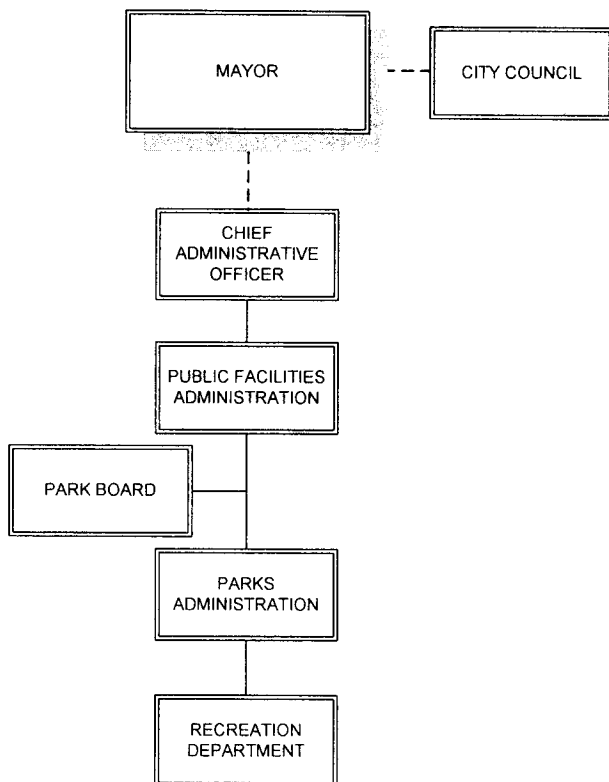 MAYOR
CITY COUNCIL
CHIEF
ADMINISTRATIVE
OFFICER
PUBLIC FACILITIES
ADMINISTRATION
PARK BOARD
PARKS
ADMINISTRATION
RECREATION
DEPARTMENT